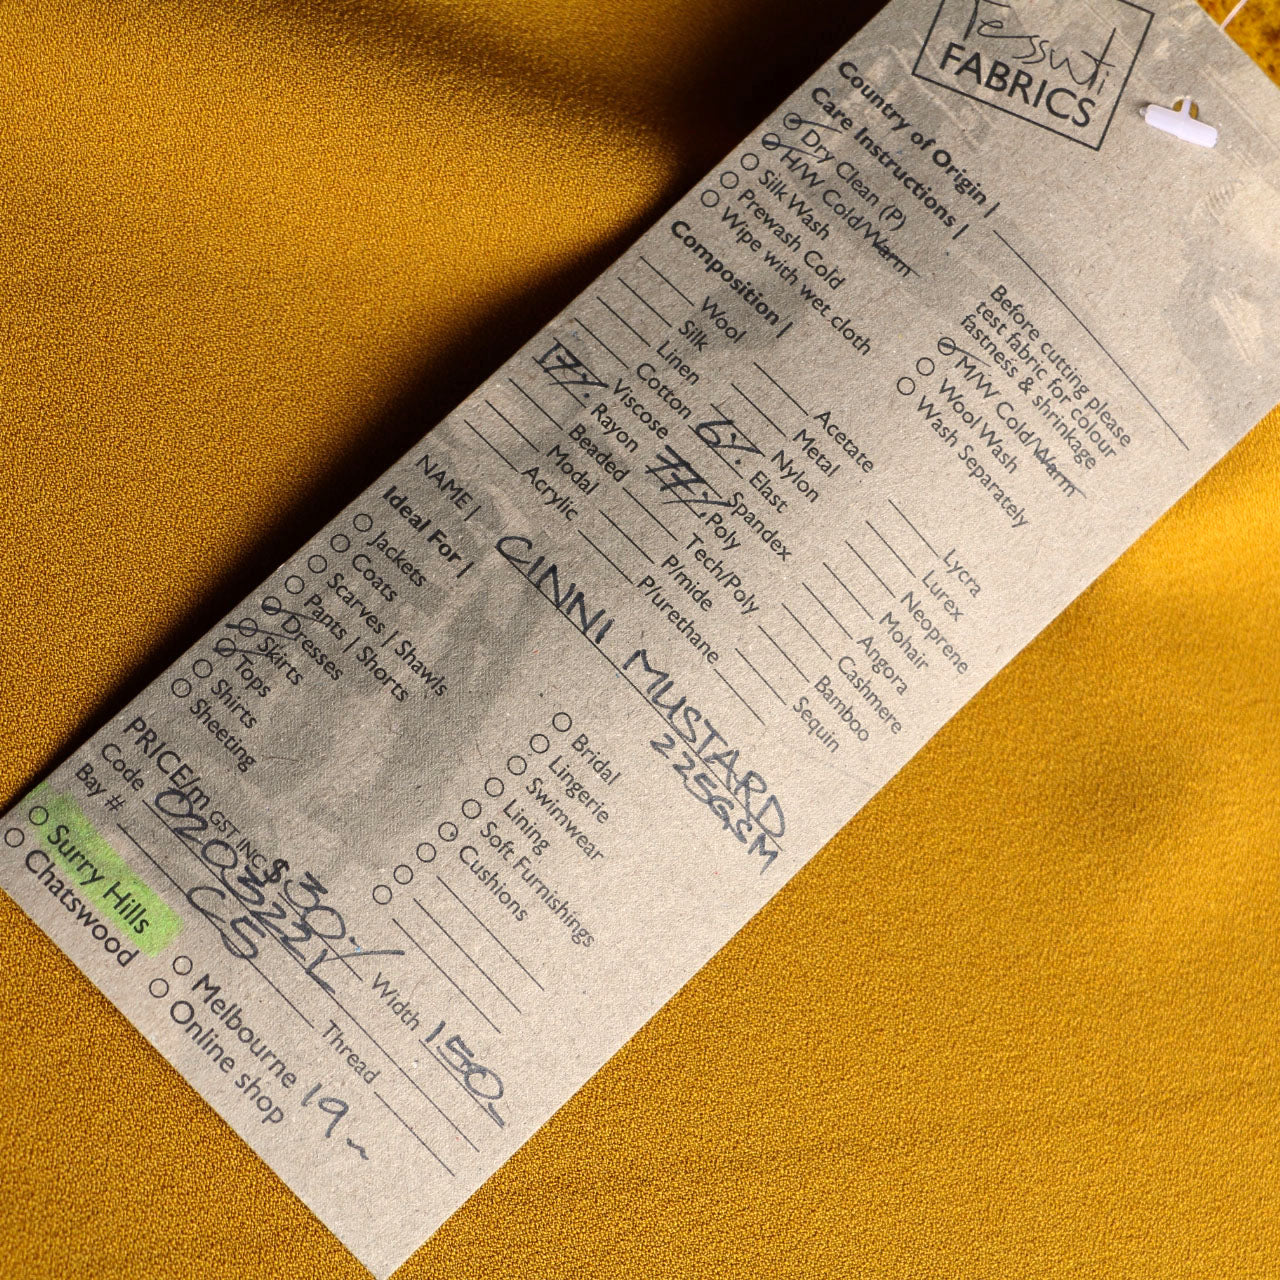 Tessuti
FABRICS
Country of Origin |
Care Instructions |
Dry Clean (P)
H/W Cold/Warm
Silk Wash
Prewash Cold
Wipe with wet cloth
Before cutting please
test fabric for colour
fastness & shrinkage
M/W Cold/Warm
Wool Wash
Wash Separately
Composition |
Wool
Silk
Linen
Cotton
17% Viscose
Rayon
Beaded
Modal
Acrylic
Acetate
Metal
Nylon
6% Elast
Spandex
77% Poly
Tech/Poly
P/mide
P/urethane
Lycra
Lurex
Neoprene
Mohair
Angora
Cashmere
Bamboo
Sequin
NAME | CINNI MUSTARD
225GSM
Ideal For |
Jackets
Coats
Scarves | Shawls
Pants | Shorts
Dresses
Skirts
Tops
Shirts
Sheeting
Bridal
Lingerie
Swimwear
Lining
Soft Furnishings
Cushions
PRICE/m GST INC $30 Width 150
Code 020322V
Bay # C5 Thread
Surry Hills
Chatswood
Melbourne 19
Online shop